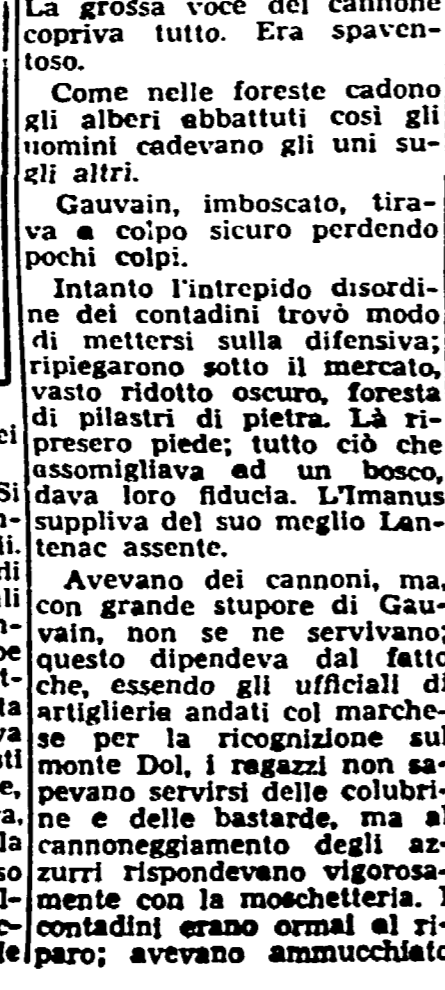 La grossa voce del cannone
copriva tutto. Era spaven-
toso.
Come nelle foreste cadono
gli alberi abbattuti così gli
uomini cadevano gli uni su-
gli altri.
Gauvain, imboscato, tira-
va a colpo sicuro perdendo
pochi colpi.
Intanto l'intrepido disordi-
ne dei contadini trovò modo
di mettersi sulla difensiva;
ripiegarono sotto il mercato,
vasto ridotto oscuro, foresta
di pilastri di pietra. Là ri-
presero piede; tutto ciò che
assomigliava ad un bosco,
dava loro fiducia. L'Imanus
suppliva del suo meglio Lan-
tenac assente.
Avevano dei cannoni, ma,
con grande stupore di Gau-
vain, non se ne servivano;
questo dipendeva dal fatto
che, essendo gli ufficiali di
artiglieria andati col marche-
se per la ricognizione sul
monte Dol, i ragazzi non sa-
pevano servirsi delle colubri-
ne e delle bastarde, ma al
cannoneggiamento degli az-
zurri rispondevano vigorosa-
mente con la moschetteria. I
contadini erano ormai al ri-
paro; avevano ammucchiato